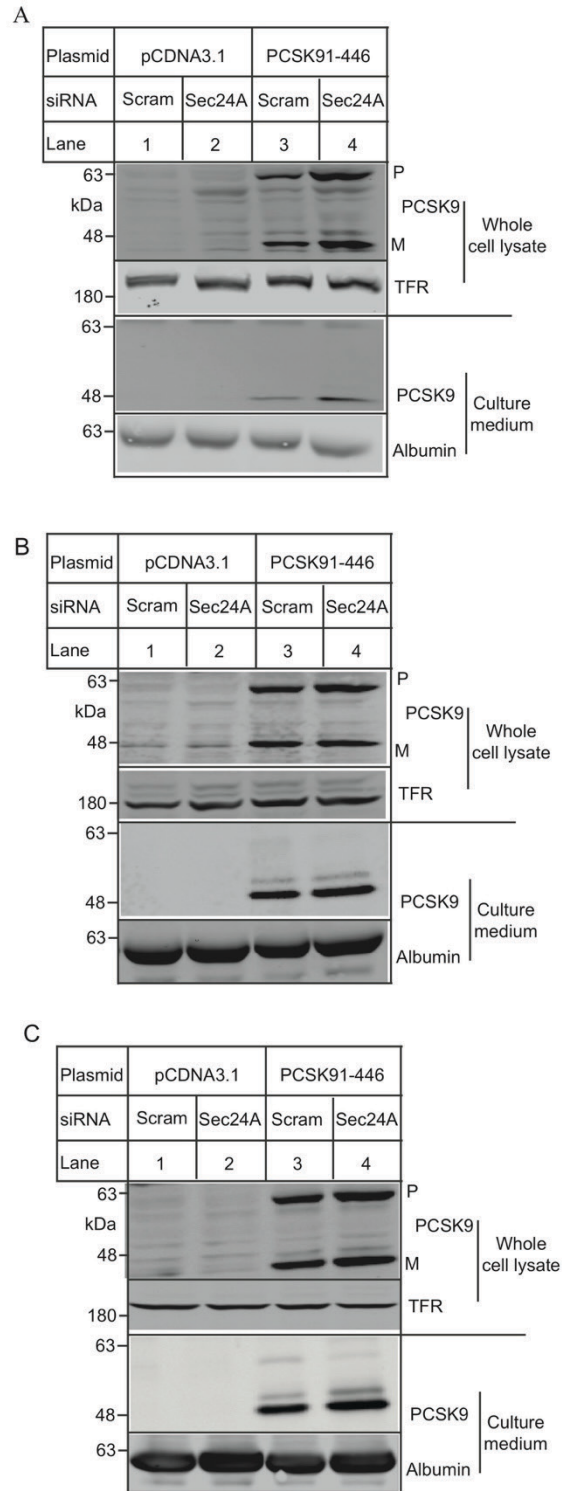 A
Plasmid pCDNA3.1 PCSK91-446
siRNA Scram Sec24A Scram Sec24A
Lane 1 2 3 4
63 P
kDa PCSK9
48 M
Whole cell lysate
TFR
180
63
48 PCSK9
Culture medium
63
Albumin
B
Plasmid pCDNA3.1 PCSK91-446
siRNA Scram Sec24A Scram Sec24A
Lane 1 2 3 4
63 P
kDa PCSK9
48 M
Whole cell lysate
180 TFR
63
48 PCSK9
Culture medium
63
Albumin
C
Plasmid pCDNA3.1 PCSK91-446
siRNA Scram Sec24A Scram Sec24A
Lane 1 2 3 4
63 P
kDa PCSK9
48 M
Whole cell lysate
TFR
180
63
48 PCSK9
Culture medium
63
Albumin